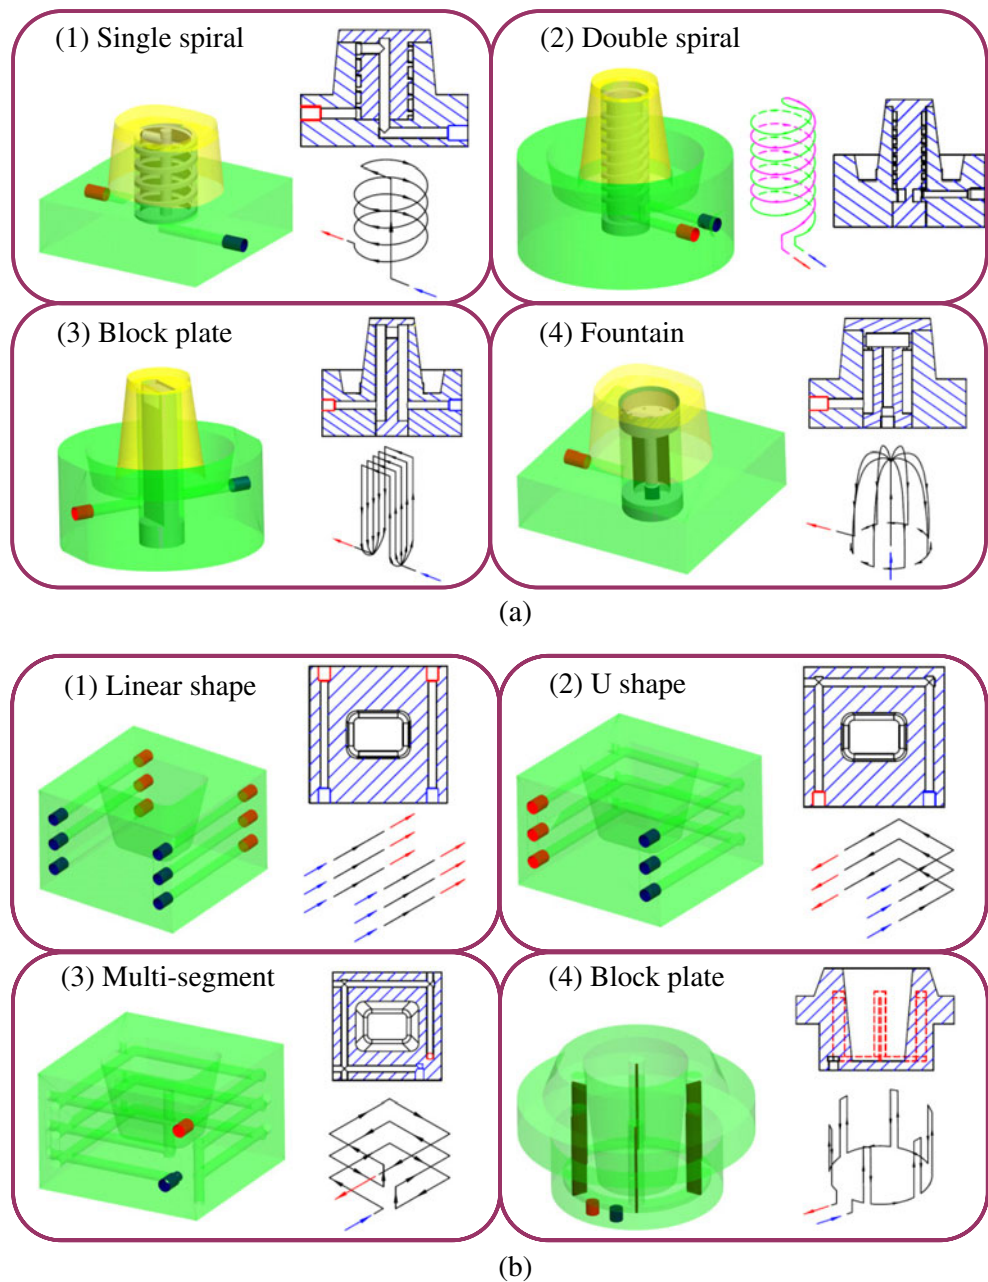 (1) Single spiral
(2) Double spiral
(3) Block plate
(4) Fountain
(a)
(1) Linear shape
(2) U shape
(3) Multi-segment
(4) Block plate
(b)